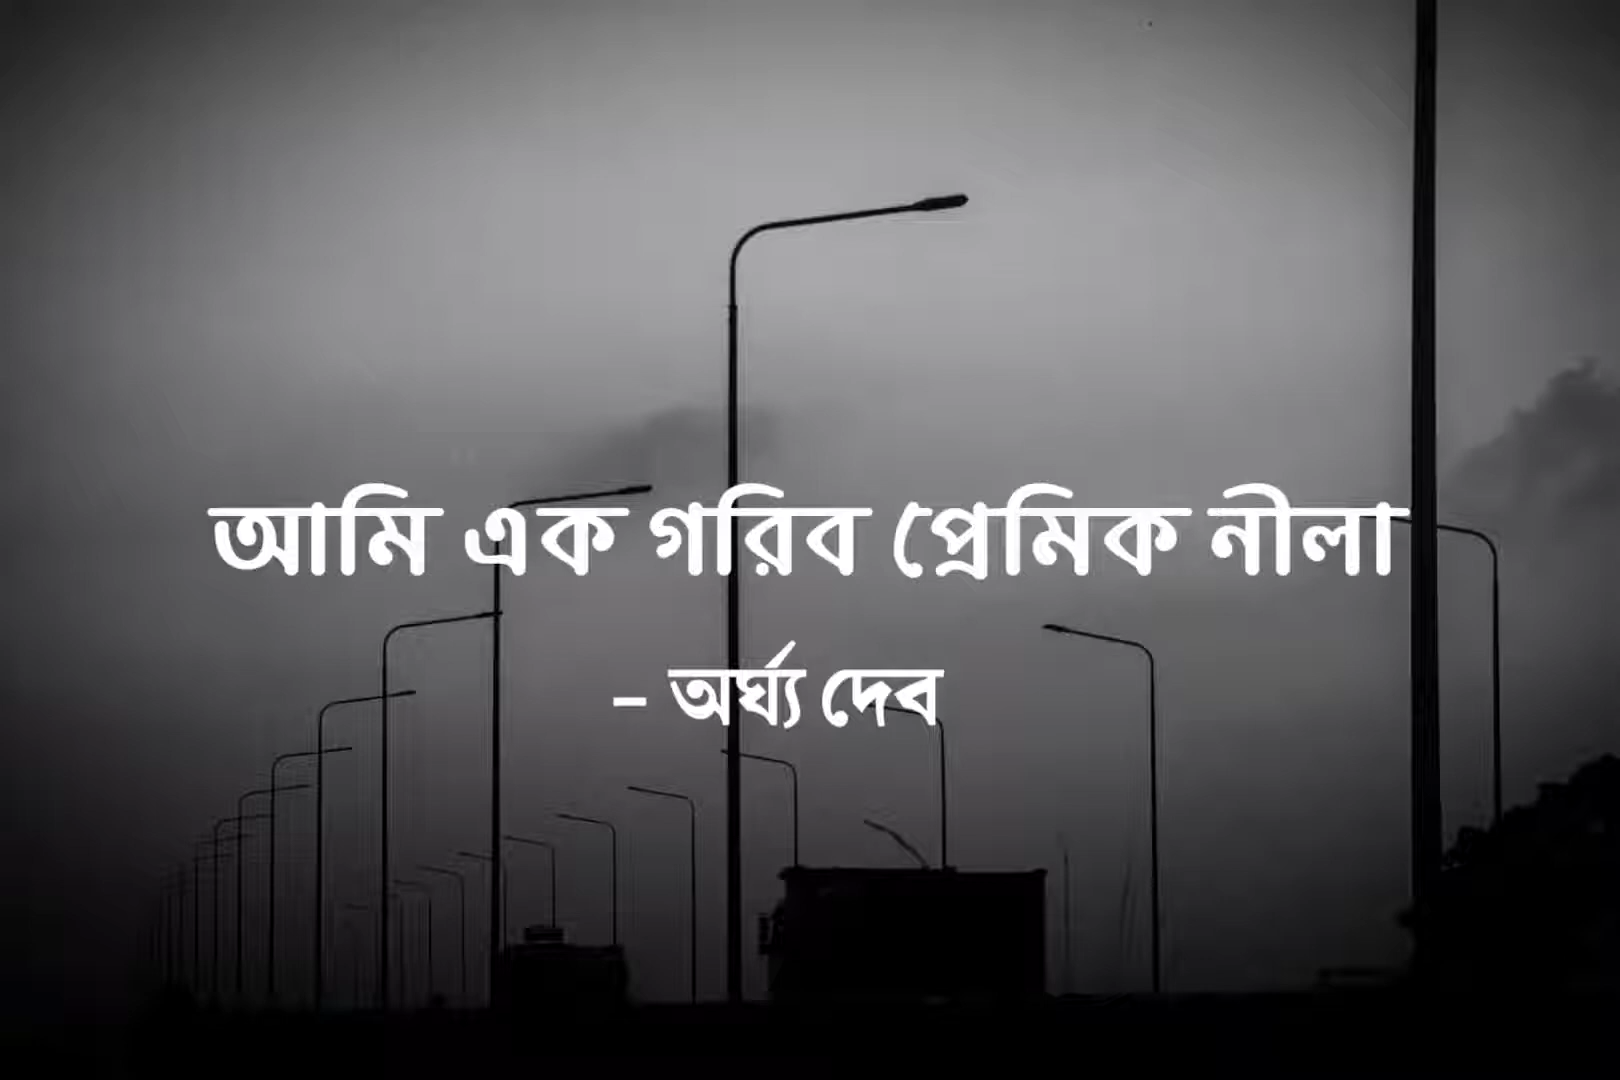 আমি এক গরিব প্রেমিক নীলা
– অর্ঘ্য দেব